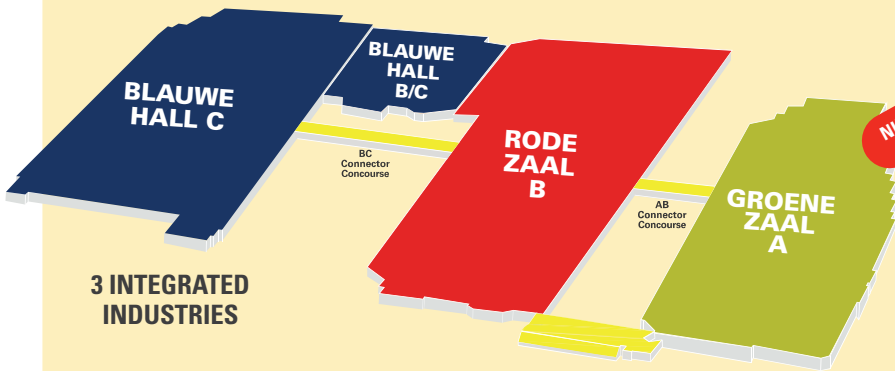 BLAUWE
HALL C
BLAUWE
HALL
B/C
BC
Connector
Concourse
RODE
ZAAL
B
AB
Connector
Concourse
GROENE
ZAAL
A
3 INTEGRATED
INDUSTRIES